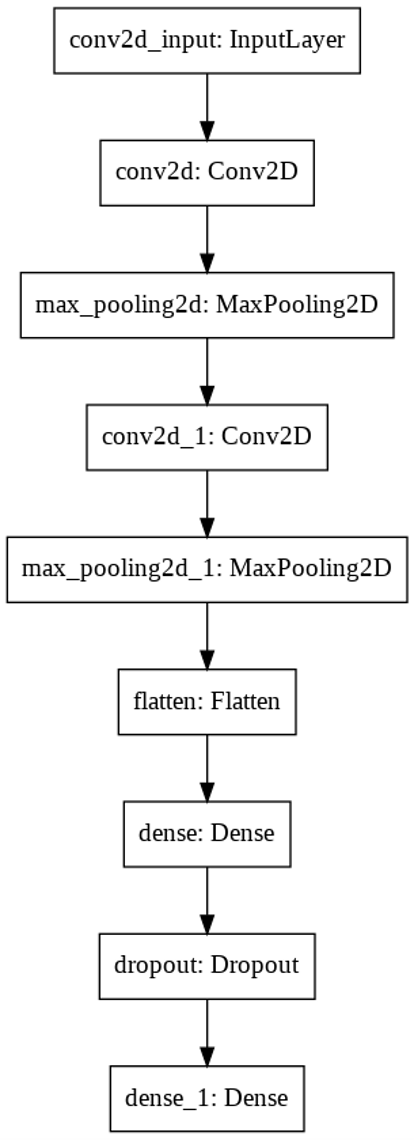 conv2d_input: InputLayer
conv2d: Conv2D
max_pooling2d: MaxPooling2D
conv2d_1: Conv2D
max_pooling2d_1: MaxPooling2D
flatten: Flatten
dense: Dense
dropout: Dropout
dense_1: Dense